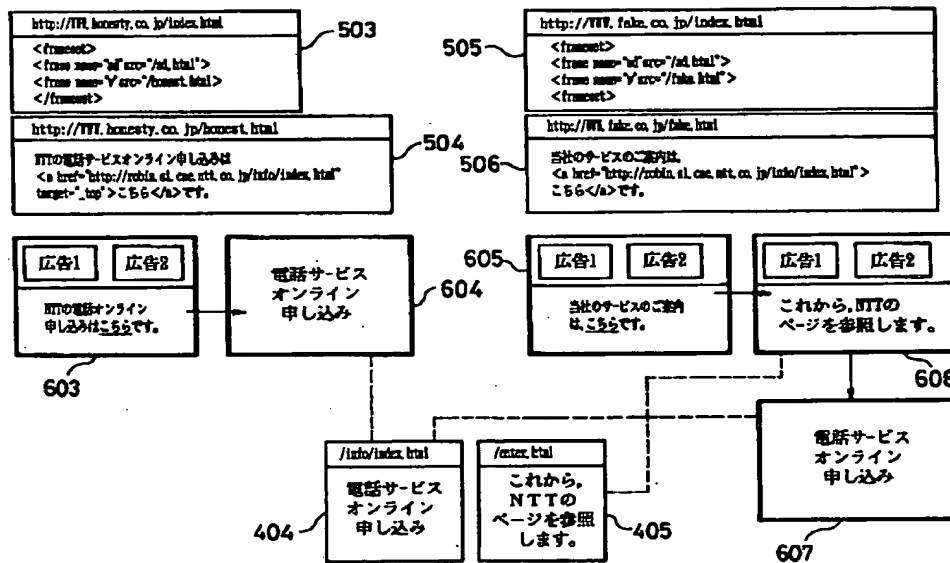 http://WWW.honesty.co.jp/index.html
<frameset>
<frame name="ad" src="/ad.html">
<frame name="V" src="/honest.html>
</frameset>
503
http://WWW.honesty.co.jp/honest.html
NTTの電話サービスオンライン申し込みは
<a href="http://robin.sl.cae.ntt.co.jp/info/index.html"
target="_top">こちら</a>です。
504
http://WWW.fake.co.jp/index.html
<frameset>
<frame name="ad" src="/ad.html">
<frame name="V" src="/fake.html">
<frameset>
505
http://WWW.fake.co.jp/fake.html
当社のサービスのご案内は、
<a href="http://robin.sl.cae.ntt.co.jp/info/index.html">
こちら</a>です。
506
広告1
広告2
NTTの電話オンライン
申し込みはこちらです。
603
電話サービス
オンライン
申し込み
604
605
広告1
広告2
当社のサービスのご案内
は、こちらです。
広告1
広告2
これから,NTTの
ページを参照します。
608
/info/index.html
電話サービス
オンライン
申し込み
404
/enter.html
これから,
NTTの
ページを参照
します。
405
電話サービス
オンライン
申し込み
607